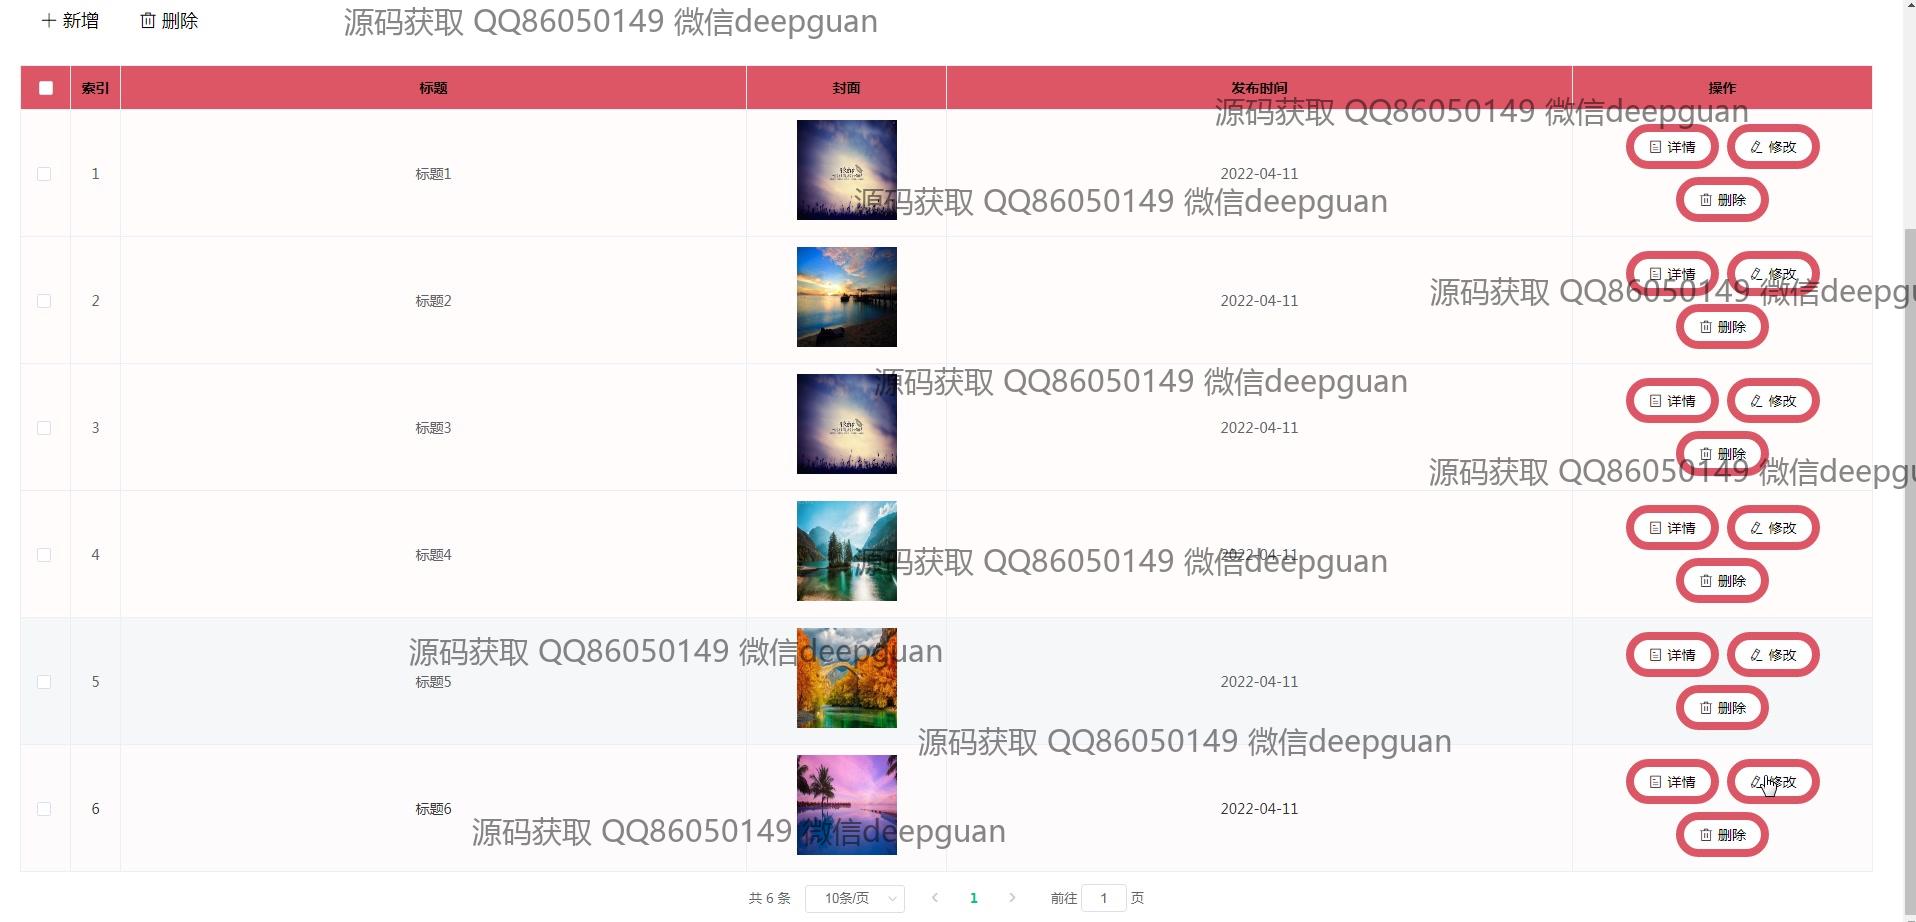 新增 删除 源码获取 QQ86050149 微信deepguan
索引 标题 封面 发布时间 操作
源码获取 QQ86050149 微信deepguan
详情 修改
1 标题1 2022-04-11
源码获取 QQ86050149 微信deepguan
删除
详情 修改
源码获取 QQ86050149 微信deepgu
2 标题2 2022-04-11
删除
源码获取 QQ86050149 微信deepguan
详情 修改
3 标题3 2022-04-11
删除
源码获取 QQ86050149 微信deepgu
详情 修改
4 标题4 2022-04-11
源码获取 QQ86050149 微信deepguan
删除
源码获取 QQ86050149 微信deepguan
详情 修改
5 标题5 2022-04-11
删除
源码获取 QQ86050149 微信deepguan
详情 修改
6 标题6 2022-04-11
源码获取 QQ86050149 微信deepguan
删除
共 6 条 10条/页 1 前往 1 页